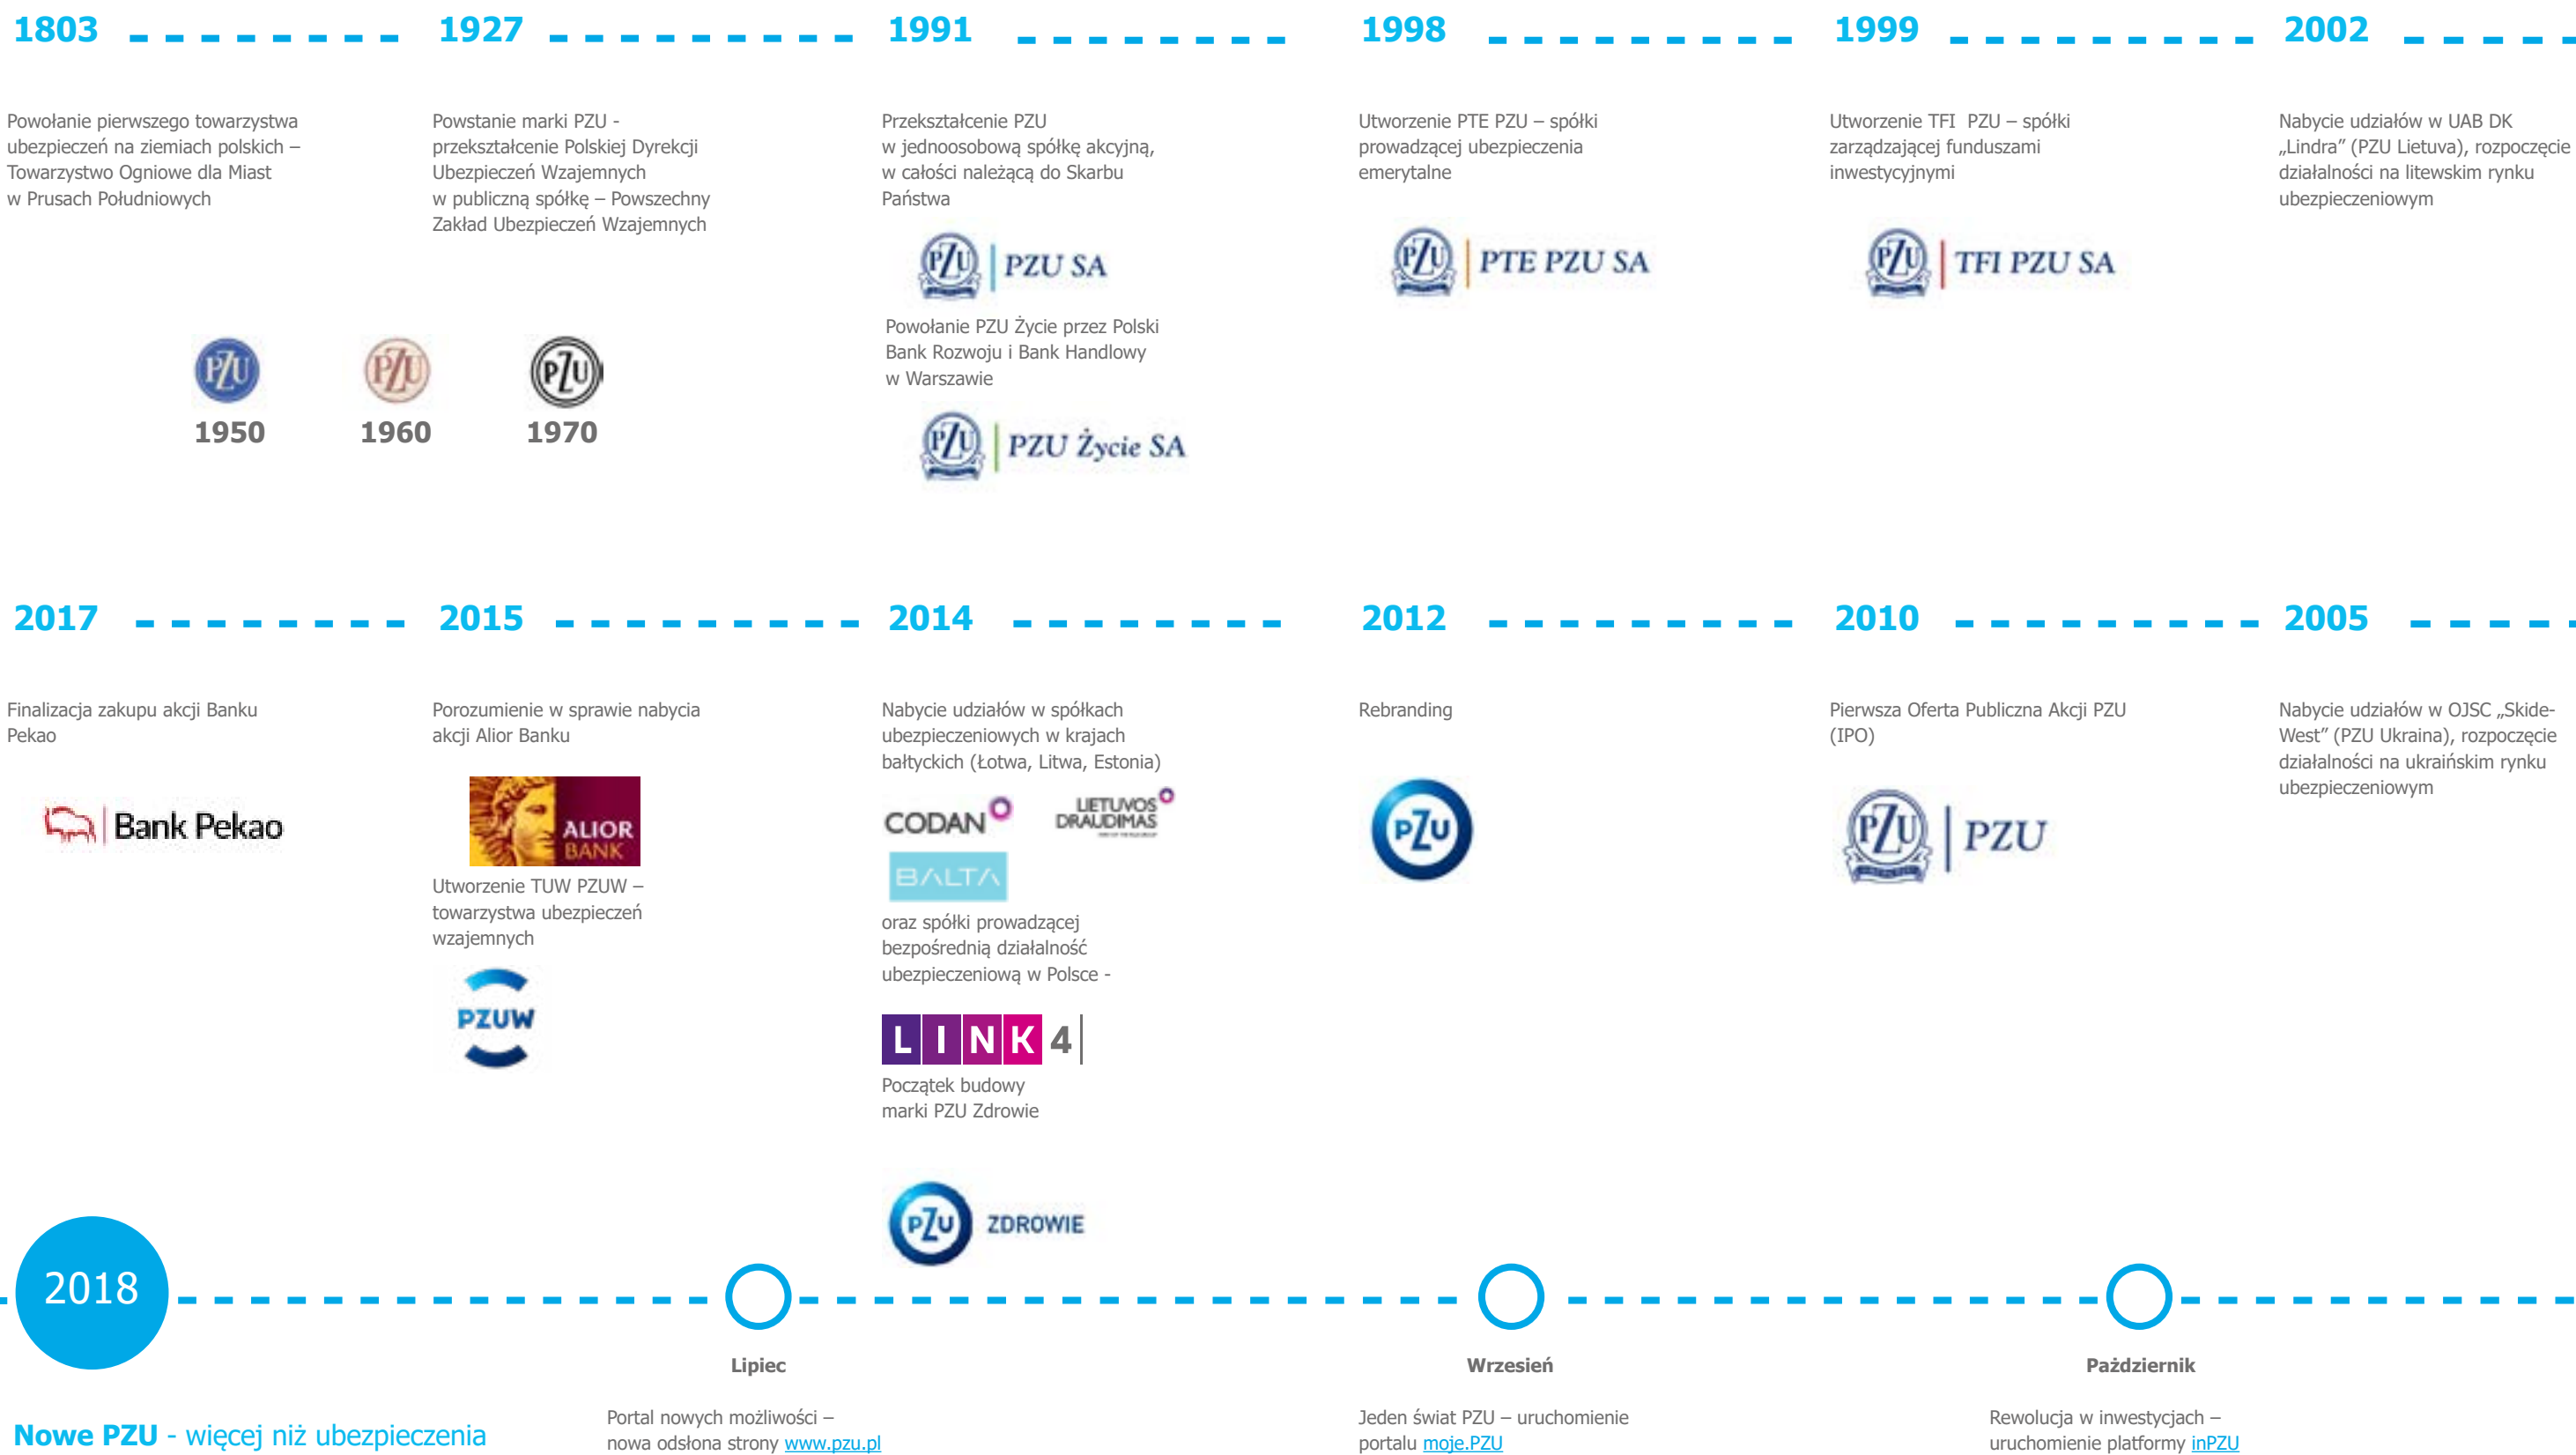 1803
1927
1991
1998
1999
2002
Powołanie pierwszego towarzystwa
ubezpieczeń na ziemiach polskich –
Towarzystwo Ogniowe dla Miast
w Prusach Południowych
Powstanie marki PZU -
przekształcenie Polskiej Dyrekcji
Ubezpieczeń Wzajemnych
w publiczną spółkę – Powszechny
Zakład Ubezpieczeń Wzajemnych
PZU
1950
PZU
1960
PZU
1970
Przekształcenie PZU
w jednoosobową spółkę akcyjną,
w całości należącą do Skarbu
Państwa
PZU | PZU SA
Powołanie PZU Życie przez Polski
Bank Rozwoju i Bank Handlowy
w Warszawie
PZU | PZU Życie SA
Utworzenie PTE PZU – spółki
prowadzącej ubezpieczenia
emerytalne
PZU | PTE PZU SA
Utworzenie TFI PZU – spółki
zarządzającej funduszami
inwestycyjnymi
PZU | TFI PZU SA
Nabycie udziałów w UAB DK
„Lindra” (PZU Lietuva), rozpoczęcie
działalności na litewskim rynku
ubezpieczeniowym
2017
2015
2014
2012
2010
2005
Finalizacja zakupu akcji Banku
Pekao
Bank Pekao
Porozumienie w sprawie nabycia
akcji Alior Banku
ALIOR
BANK
Utworzenie TUW PZUW –
towarzystwa ubezpieczeń
wzajemnych
PZUW
Nabycie udziałów w spółkach
ubezpieczeniowych w krajach
bałtyckich (Łotwa, Litwa, Estonia)
CODAN
LIETUVOS
DRAUDIMAS
BALTA
oraz spółki prowadzącej
bezpośrednią działalność
ubezpieczeniową w Polsce -
LINK4
Początek budowy
marki PZU Zdrowie
PZU ZDROWIE
Rebranding
PZU
Pierwsza Oferta Publiczna Akcji PZU
(IPO)
PZU | PZU
Nabycie udziałów w OJSC „Skide-
West” (PZU Ukraina), rozpoczęcie
działalności na ukraińskim rynku
ubezpieczeniowym
2018
Nowe PZU - więcej niż ubezpieczenia
Lipiec
Portal nowych możliwości –
nowa odsłona strony www.pzu.pl
Wrzesień
Jeden świat PZU – uruchomienie
portalu moje.PZU
Pażdziernik
Rewolucja w inwestycjach –
uruchomienie platformy inPZU